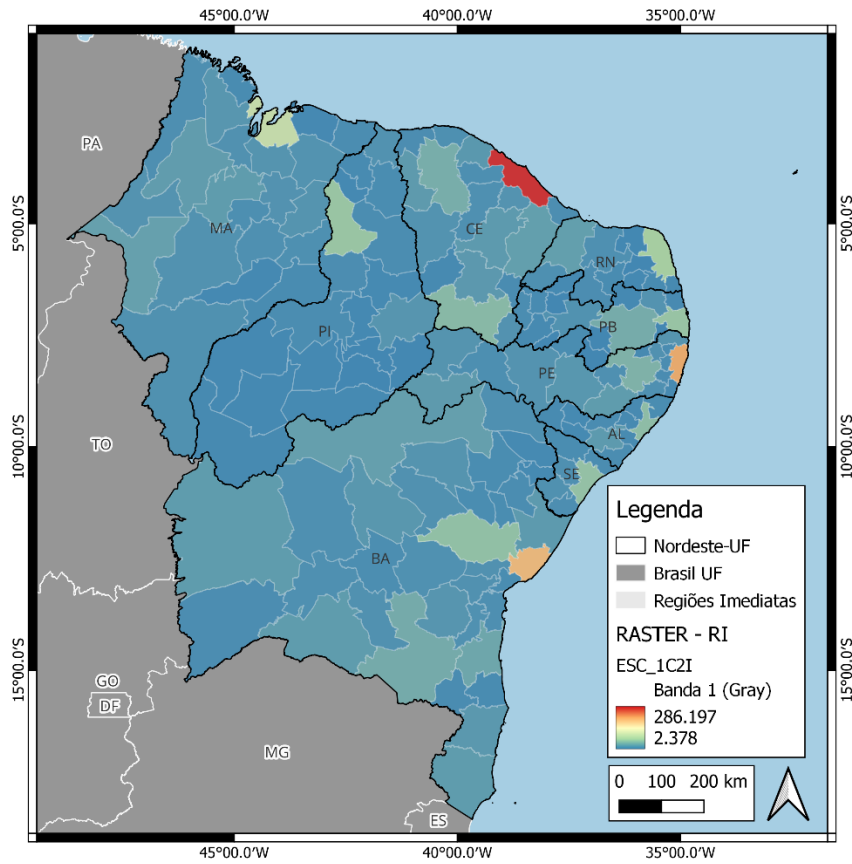 45°00.0'W 40°00.0'W 35°00.0'W
PA
5°00.0'S 5°00.0'S
MA CE
RN
PI PB
PE
TO
10°00.0'S AL 10°00.0'S
SE
BA
15°00.0'S 15°00.0'S
GO
DF
MG
ES
Legenda
Nordeste-UF
Brasil UF
Regiões Imediatas
RASTER - RI
ESC_1C2I
Banda 1 (Gray)
286.197
2.378
0 100 200 km
45°00.0'W 40°00.0'W 35°00.0'W